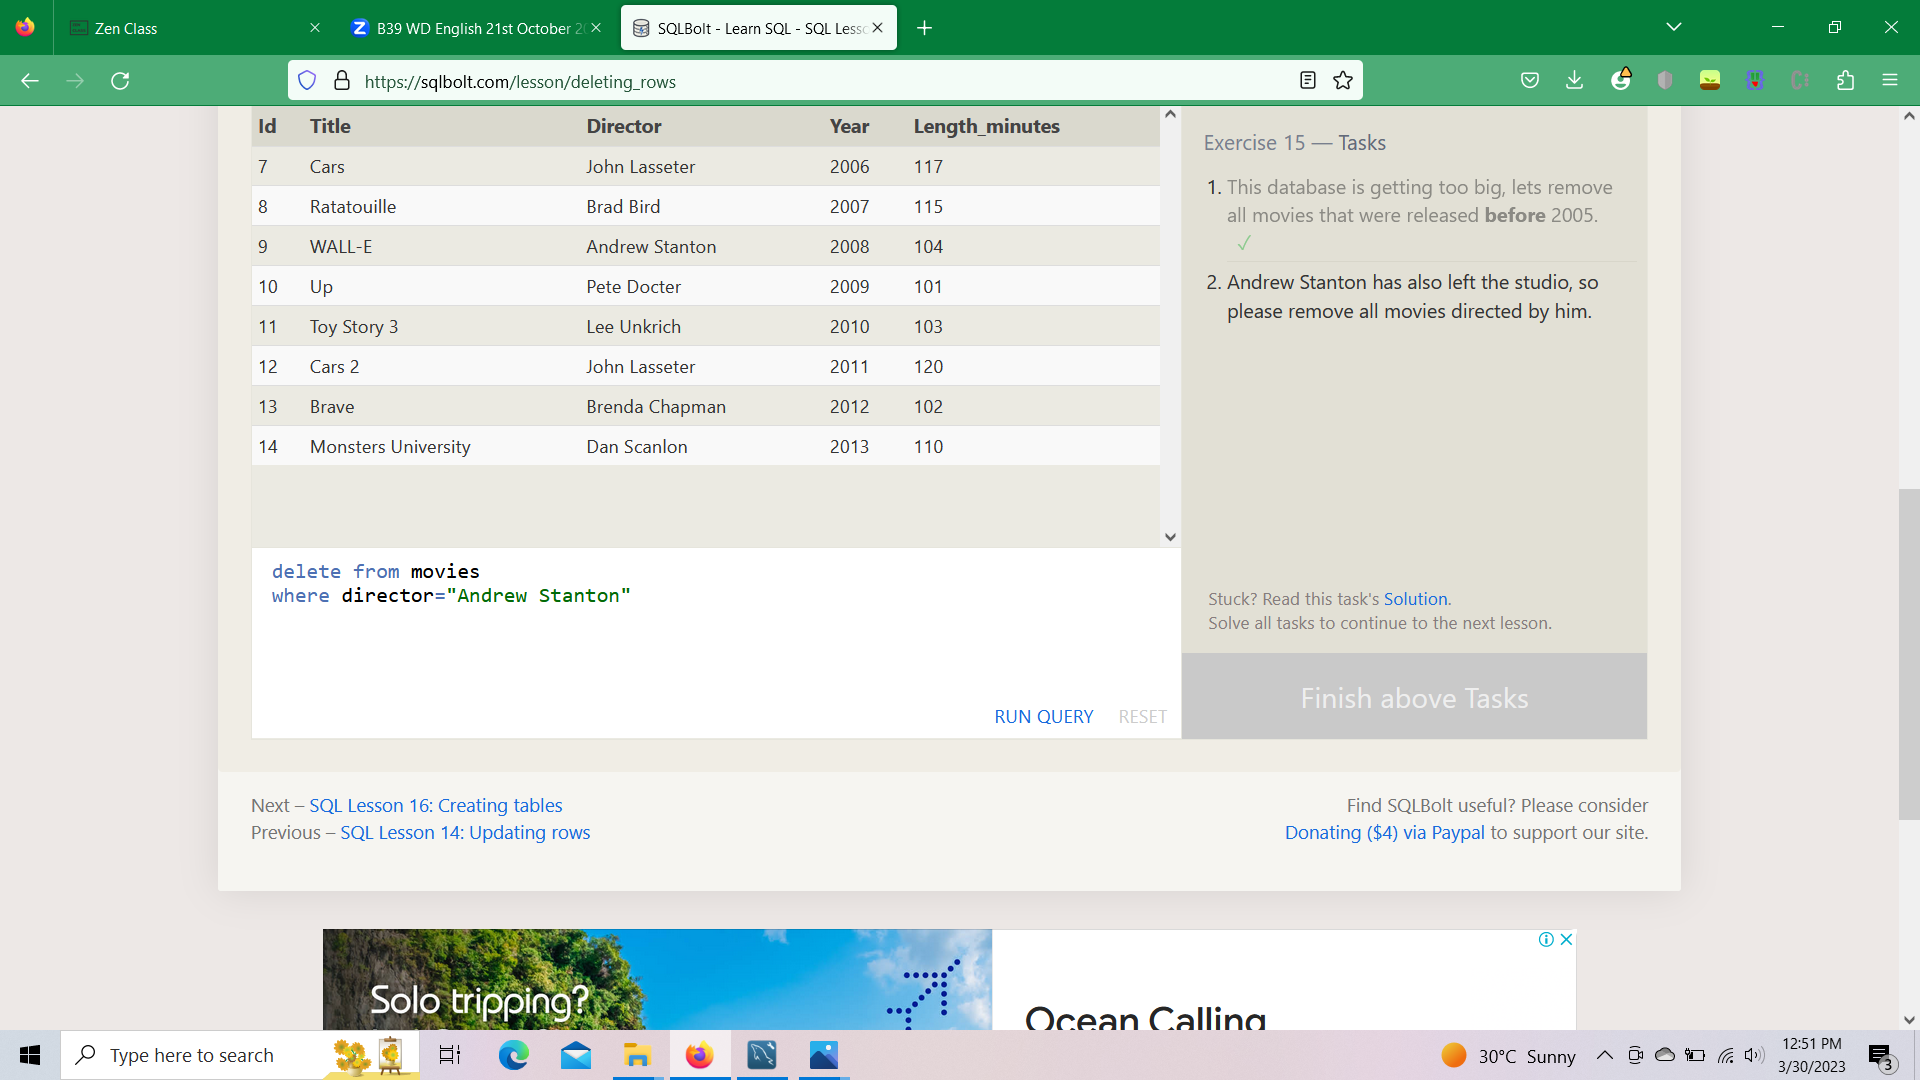 Zen Class
B39 WD English 21st October 2
SQLBolt - Learn SQL - SQL Less
https://sqlbolt.com/lesson/deleting_rows
Id Title Director Year Length_minutes
7 Cars John Lasseter 2006 117
8 Ratatouille Brad Bird 2007 115
9 WALL-E Andrew Stanton 2008 104
10 Up Pete Docter 2009 101
11 Toy Story 3 Lee Unkrich 2010 103
12 Cars 2 John Lasseter 2011 120
13 Brave Brenda Chapman 2012 102
14 Monsters University Dan Scanlon 2013 110
delete from movies
where director="Andrew Stanton"
RUN QUERY RESET
Exercise 15 — Tasks
1. This database is getting too big, lets remove
all movies that were released before 2005.
✓
2. Andrew Stanton has also left the studio, so
please remove all movies directed by him.
Stuck? Read this task's Solution.
Solve all tasks to continue to the next lesson.
Finish above Tasks
Next – SQL Lesson 16: Creating tables
Previous – SQL Lesson 14: Updating rows
Find SQLBolt useful? Please consider
Donating ($4) via Paypal to support our site.
Solo tripping?
Ocean Calling
Type here to search
30°C Sunny
12:51 PM
3/30/2023
3